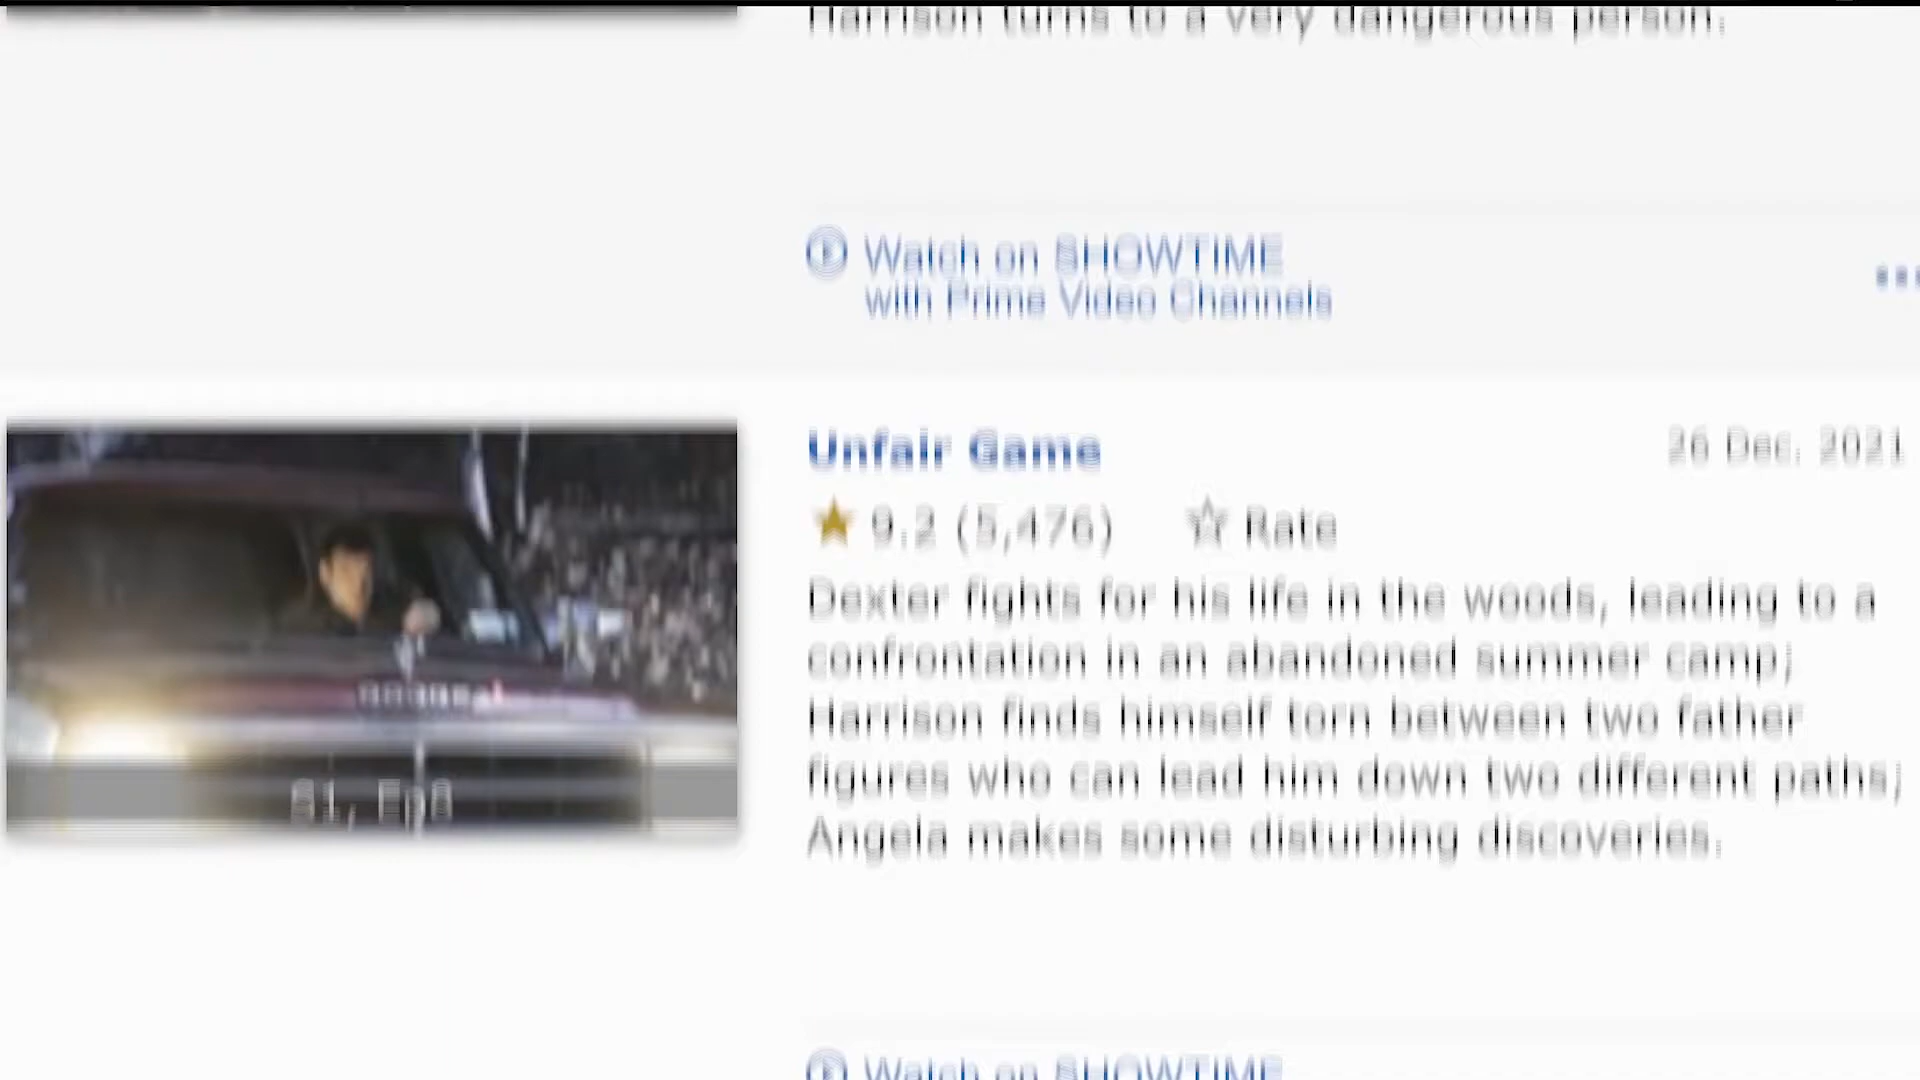 Harrison turns to a very dangerous person.
Watch on SHOWTIME
with Prime Video Channels
Unfair Game
26 Dec. 2021
9.2 (5,476) Rate
Dexter fights for his life in the woods, leading to a
confrontation in an abandoned summer camp;
Harrison finds himself torn between two father
figures who can lead him down two different paths;
Angela makes some disturbing discoveries.
S1, Ep8
Watch on SHOWTIME